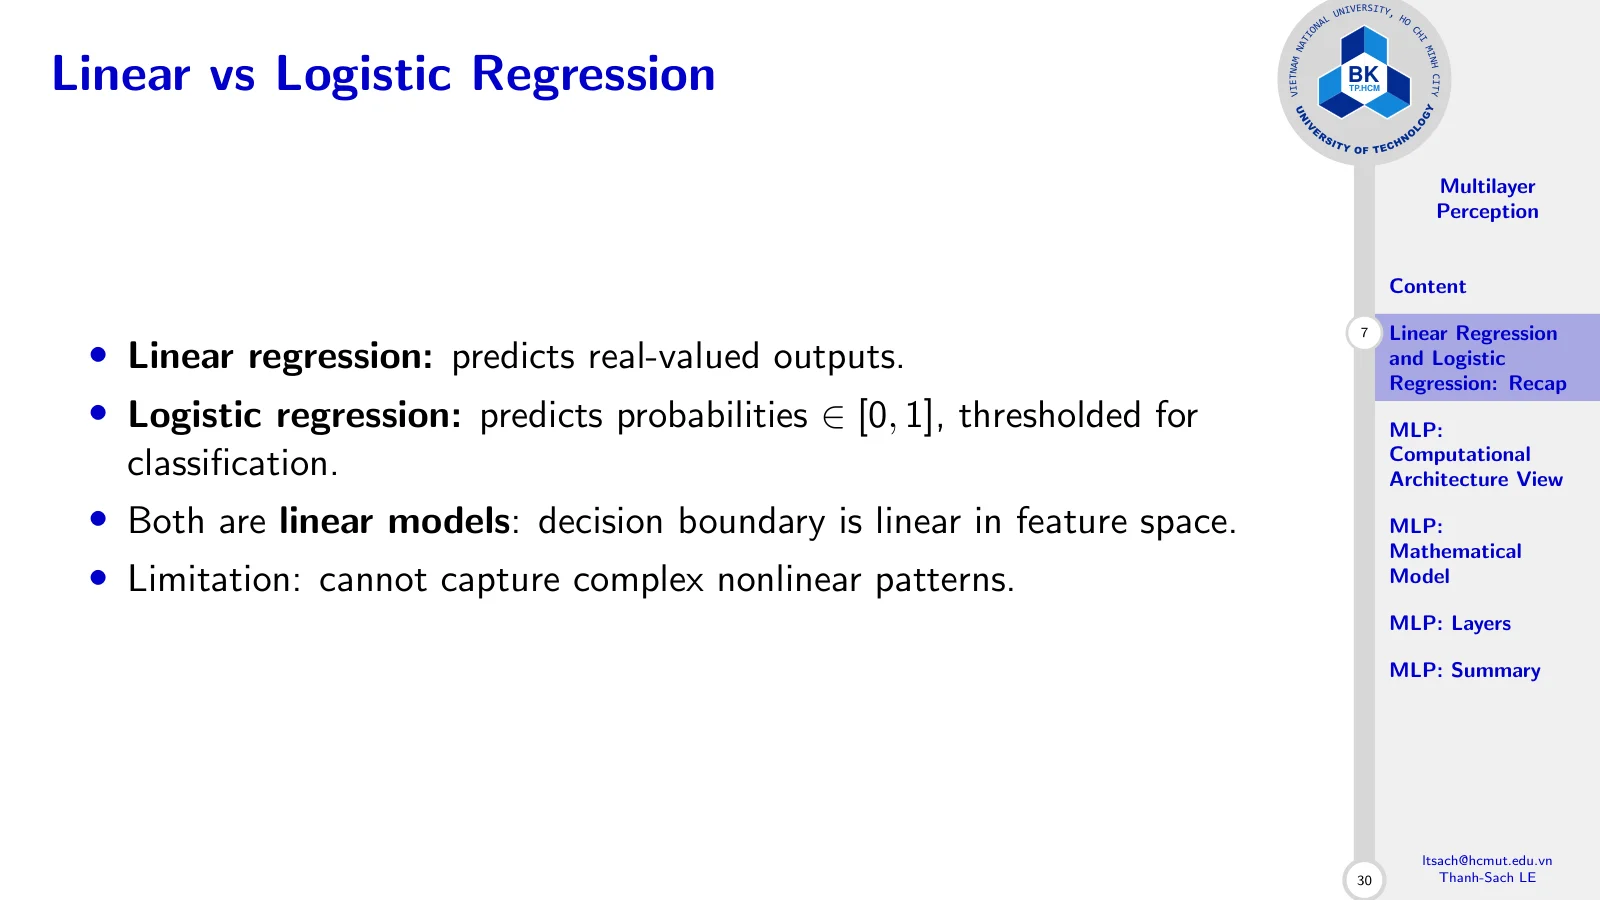 Linear vs Logistic Regression
• Linear regression: predicts real-valued outputs.
• Logistic regression: predicts probabilities ∈ [0, 1], thresholded for
classification.
• Both are linear models: decision boundary is linear in feature space.
• Limitation: cannot capture complex nonlinear patterns.
VIETNAM NATIONAL UNIVERSITY, HO CHI MINH CITY
BK
TP.HCM
UNIVERSITY OF TECHNOLOGY
Multilayer
Perception
Content
7
Linear Regression
and Logistic
Regression: Recap
MLP:
Computational
Architecture View
MLP:
Mathematical
Model
MLP: Layers
MLP: Summary
ltsach@hcmut.edu.vn
Thanh-Sach LE
30